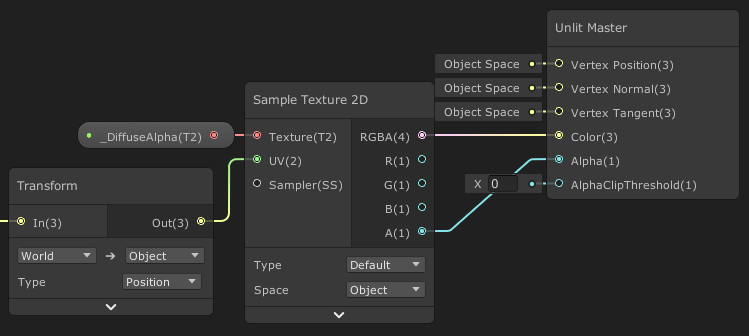 Unlit Master
Object Space
Vertex Position(3)
Object Space
Vertex Normal(3)
Object Space
Vertex Tangent(3)
Color(3)
Alpha(1)
X 0
AlphaClipThreshold(1)
Sample Texture 2D
_DiffuseAlpha(T2)
Texture(T2)
RGBA(4)
UV(2)
R(1)
Sampler(SS)
G(1)
B(1)
A(1)
Type
Default
Space
Object
Transform
In(3)
Out(3)
World
Object
Type
Position